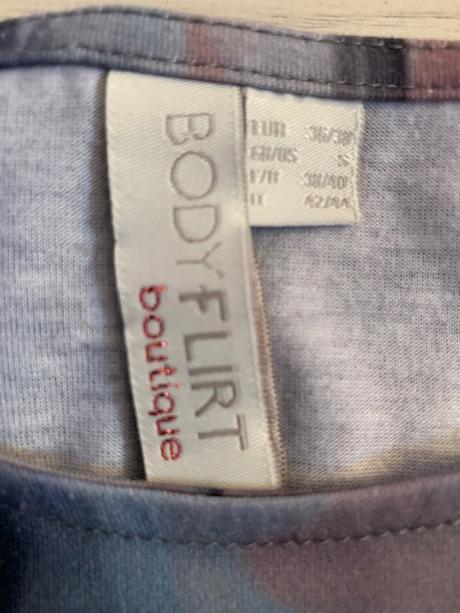 BODYFLIRT
boutique
EUR 36/38
GB/US S
F/B 38/40
IT 42/44